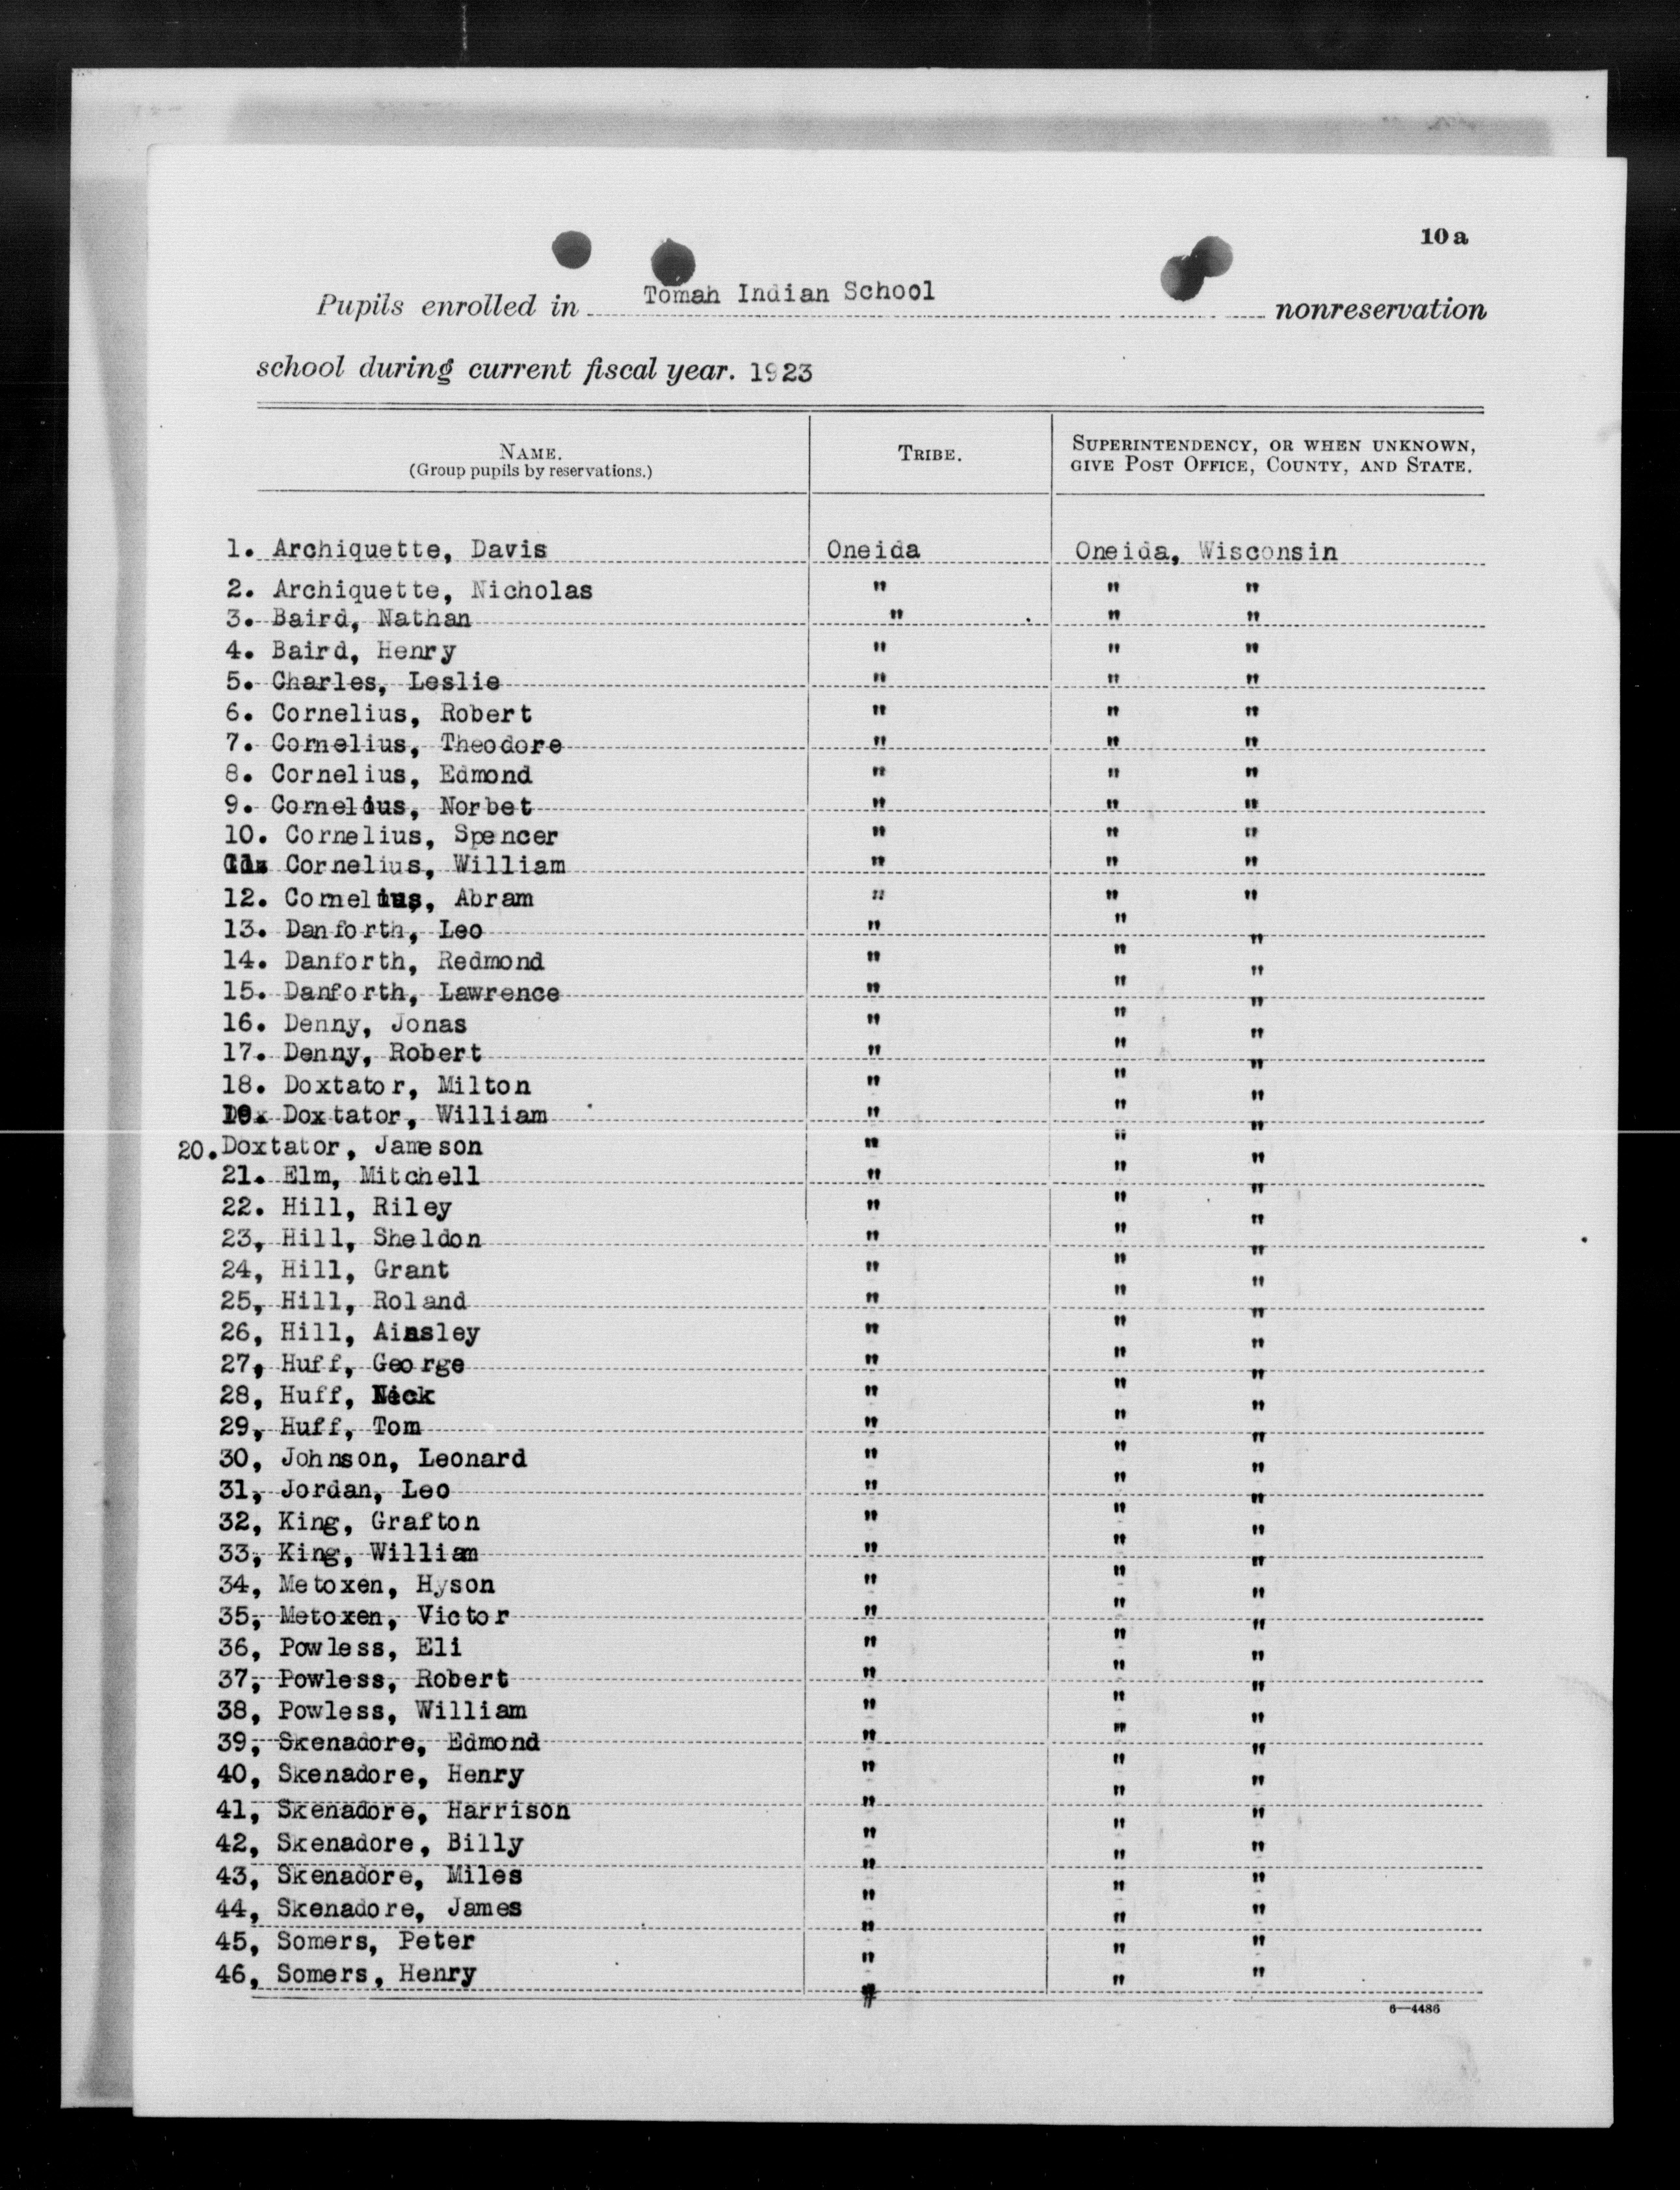 10 a
Pupils enrolled in Tomah Indian School nonreservation
school during current fiscal year. 1923
NAME. TRIBE. SUPERINTENDENCY, OR WHEN UNKNOWN,
(Group pupils by reservations.) GIVE POST OFFICE, COUNTY, AND STATE.
1. Archiquette, Davis Oneida Oneida, Wisconsin
2. Archiquette, Nicholas " " "
3. Baird, Nathan " " "
4. Baird, Henry " " "
5. Charles, Leslie " " "
6. Cornelius, Robert " " "
7. Cornelius, Theodore " " "
8. Cornelius, Edmond " " "
9. Cornelius, Norbet " " "
10. Cornelius, Spencer " " "
11. Cornelius, William " " "
12. Cornelius, Abram " " "
13. Danforth, Leo " " "
14. Danforth, Redmond " " "
15. Danforth, Lawrence " " "
16. Denny, Jonas " " "
17. Denny, Robert " " "
18. Doxtator, Milton " " "
19. Doxtator, William " " "
20. Doxtator, Jameson " " "
21. Elm, Mitchell " " "
22. Hill, Riley " " "
23, Hill, Sheldon " " "
24, Hill, Grant " " "
25, Hill, Roland " " "
26, Hill, Ainsley " " "
27, Huff, George " " "
28, Huff, Nick " " "
29, Huff, Tom " " "
30, Johnson, Leonard " " "
31, Jordan, Leo " " "
32, King, Grafton " " "
33, King, William " " "
34, Metoxen, Hyson " " "
35, Metoxen, Victor " " "
36, Powless, Eli " " "
37, Powless, Robert " " "
38, Powless, William " " "
39, Skenadore, Edmond " " "
40, Skenadore, Henry " " "
41, Skenadore, Harrison " " "
42, Skenadore, Billy " " "
43, Skenadore, Miles " " "
44, Skenadore, James " " "
45, Somers, Peter " " "
46, Somers, Henry " " "
6—4486